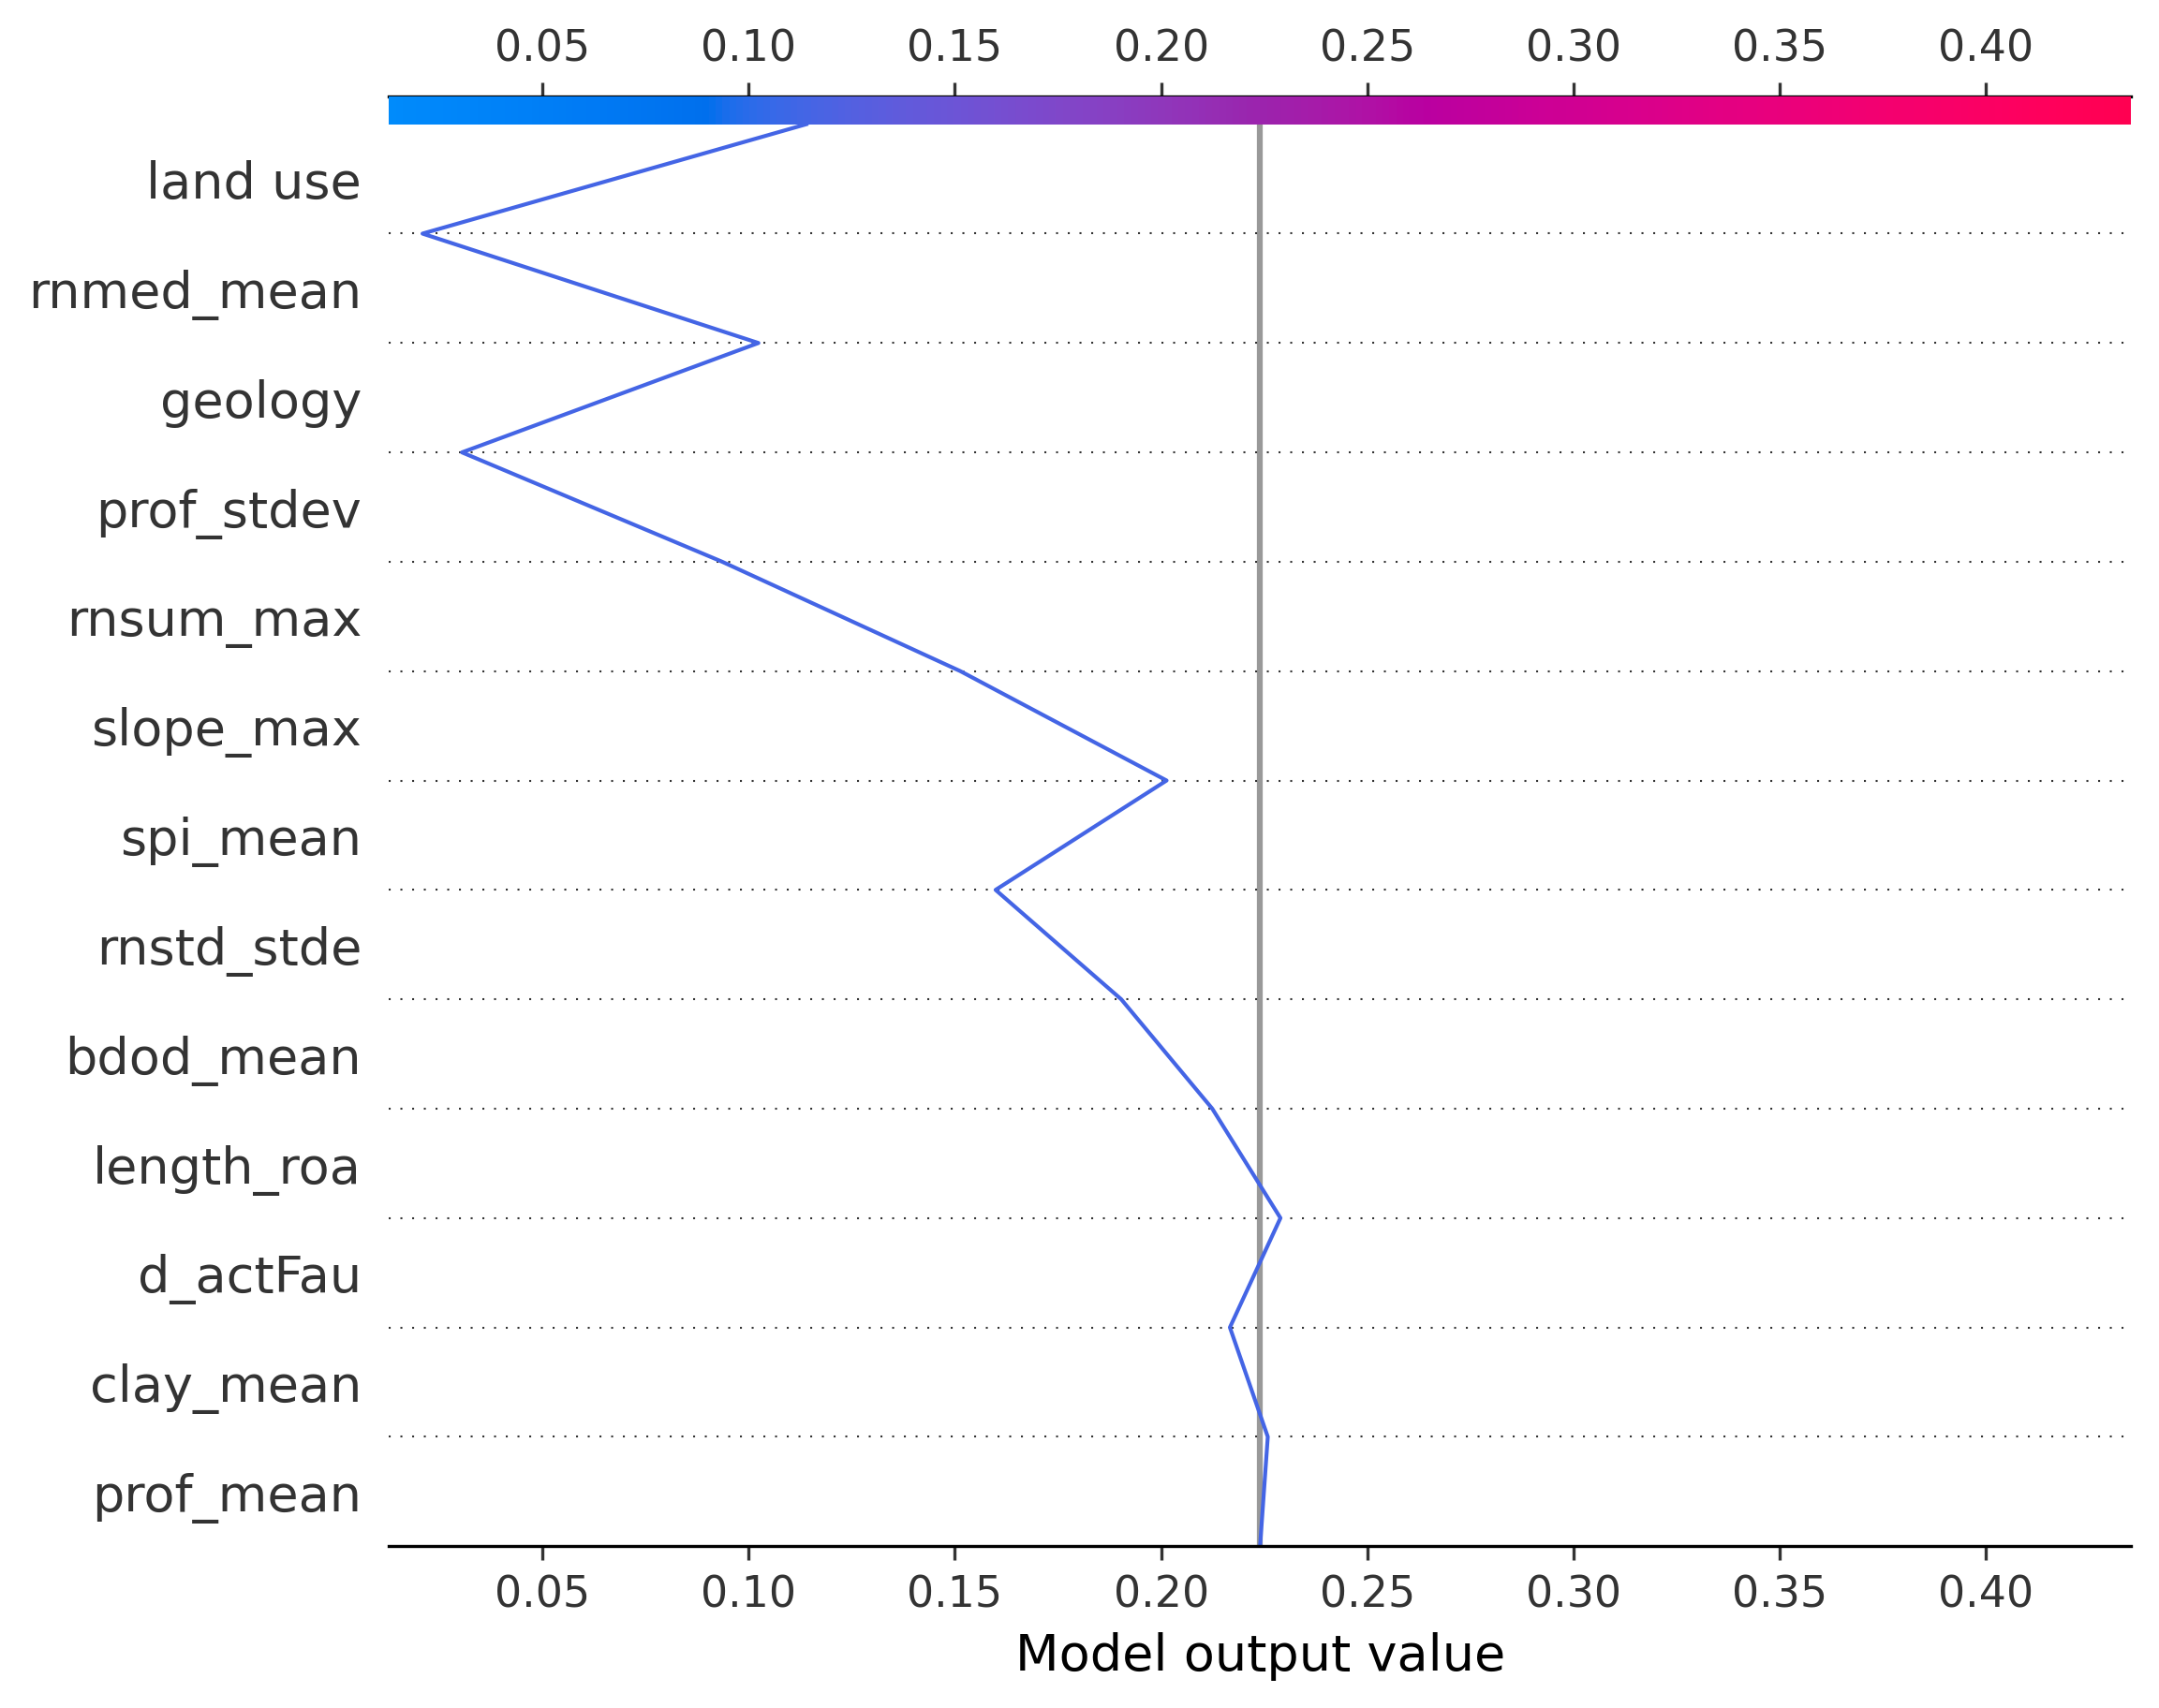 0.05 0.10 0.15 0.20 0.25 0.30 0.35 0.40
land use
rnmed_mean
geology
prof_stdev
rnsum_max
slope_max
spi_mean
rnstd_stde
bdod_mean
length_roa
d_actFau
clay_mean
prof_mean
0.05 0.10 0.15 0.20 0.25 0.30 0.35 0.40
Model output value